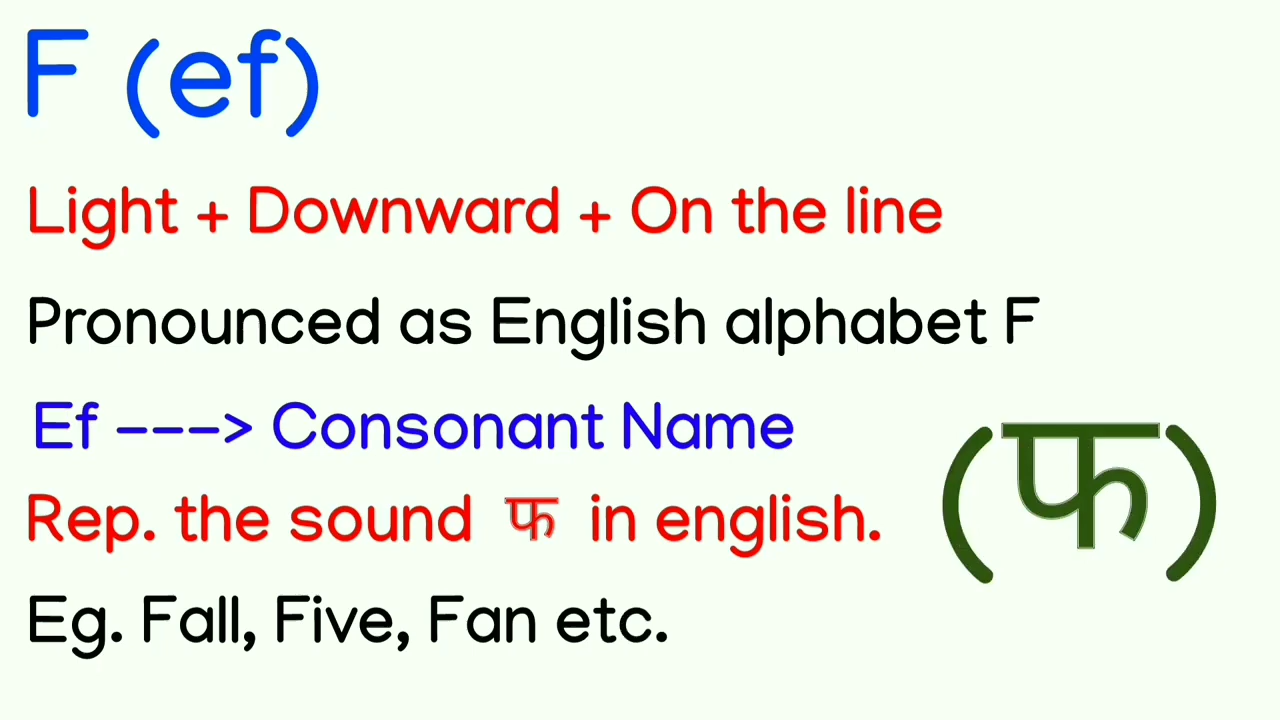 F (ef)
Light + Downward + On the line
Pronounced as English alphabet F
Ef ---> Consonant Name
(फ)
Rep. the sound फ in english.
Eg. Fall, Five, Fan etc.